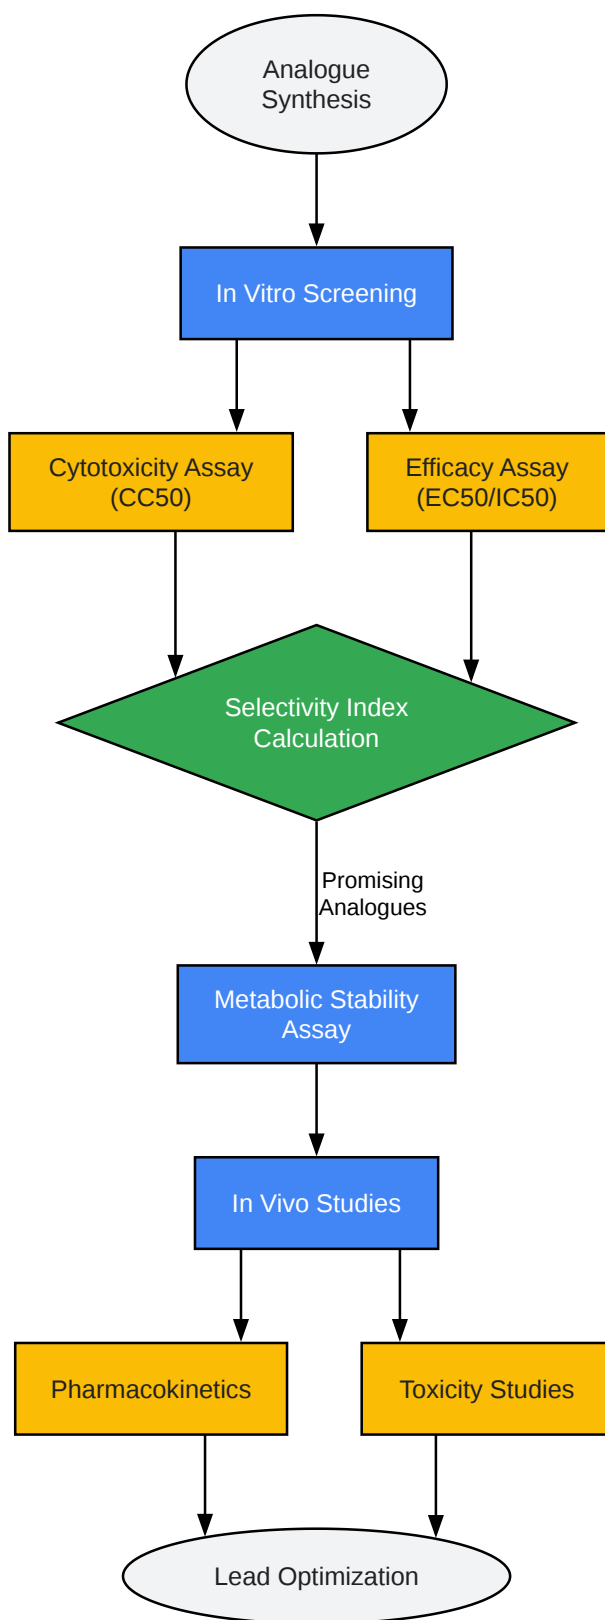 Analogue
Synthesis
In Vitro Screening
Cytotoxicity Assay
(CC50)
Efficacy Assay
(EC50/IC50)
Selectivity Index
Calculation
Promising
Analogues
Metabolic Stability
Assay
In Vivo Studies
Pharmacokinetics
Toxicity Studies
Lead Optimization